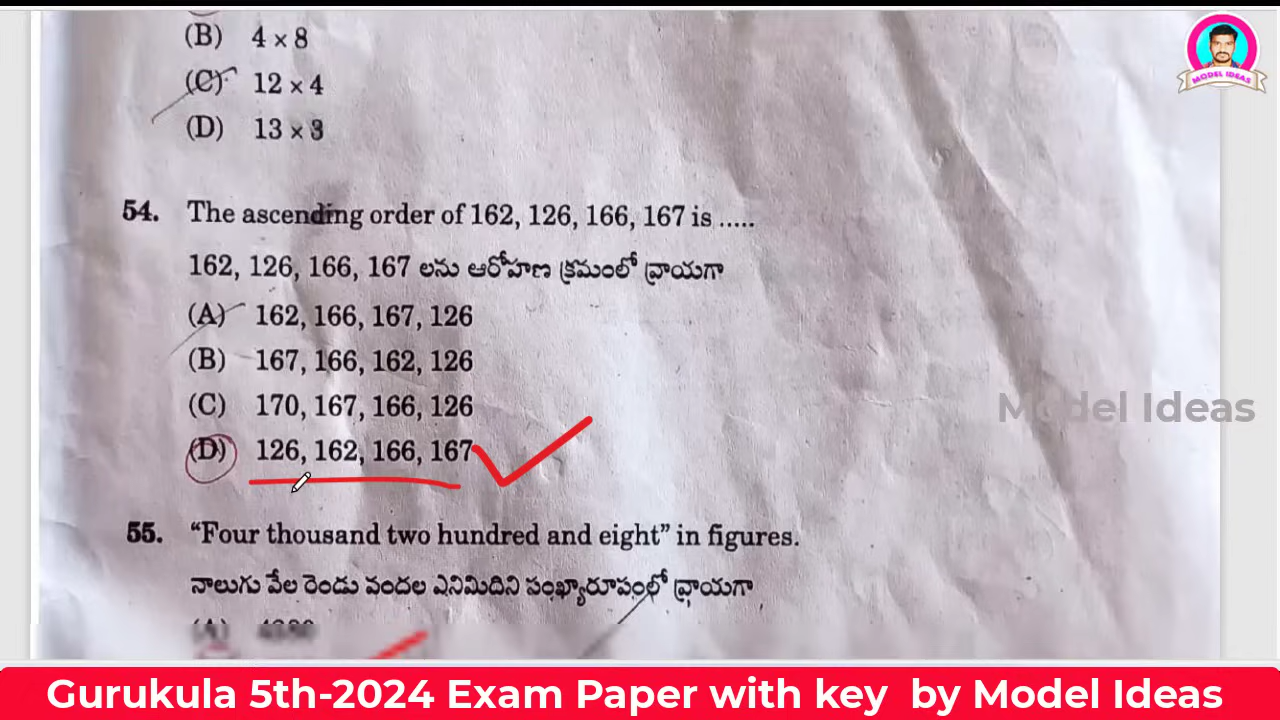 (B) 4 × 8
MODEL IDEAS
(C) 12 × 4
(D) 13 × 3
54. The ascending order of 162, 126, 166, 167 is .....
162, 126, 166, 167 లను ఆరోహణ క్రమంలో వ్రాయగా
(A) 162, 166, 167, 126
(B) 167, 166, 162, 126
(C) 170, 167, 166, 126
Model Ideas
(D) 126, 162, 166, 167
55. “Four thousand two hundred and eight” in figures.
నాలుగు వేల రెండు వందల ఎనిమిదిని సంఖ్యారూపంలో వ్రాయగా
(A)
Gurukula 5th-2024 Exam Paper with key by Model Ideas